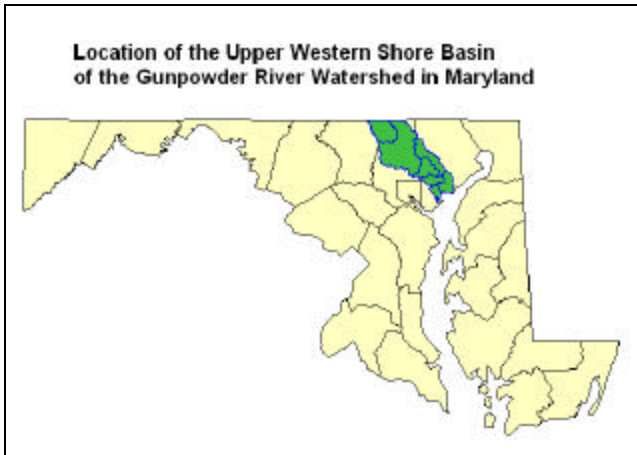 Location of the Upper Western Shore Basin
of the Gunpowder River Watershed in Maryland